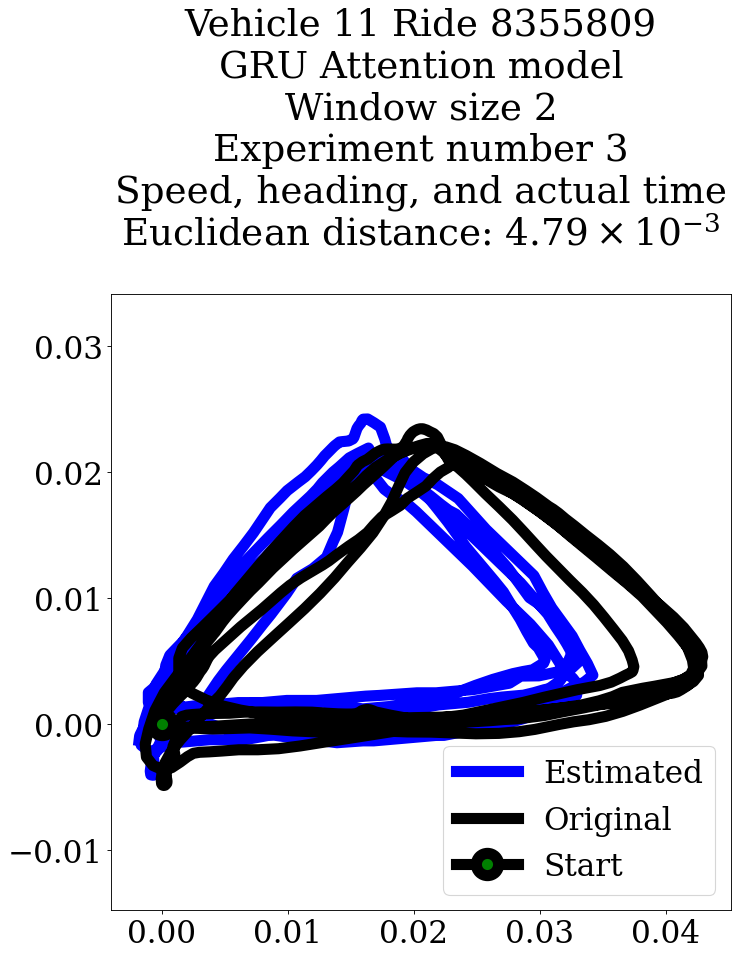 Vehicle 11 Ride 8355809
GRU Attention model
Window size 2
Experiment number 3
Speed, heading, and actual time
Euclidean distance: 4.79 × 10⁻³
0.03
0.02
0.01
0.00
−0.01
Estimated
Original
Start
0.00 0.01 0.02 0.03 0.04